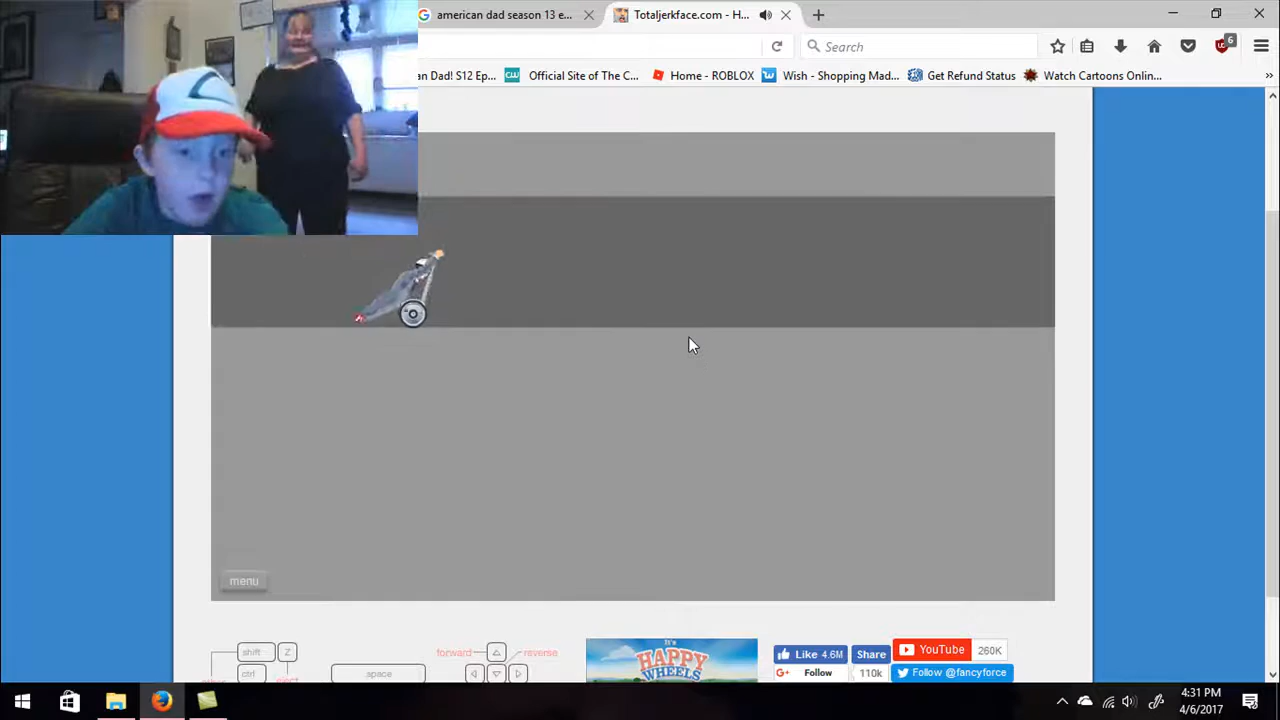 american dad season 13 e...
Totaljerkface.com - H...
Search
6
an Dad! S12 Ep...
Official Site of The C...
Home - ROBLOX
Wish - Shopping Mad...
Get Refund Status
Watch Cartoons Onlin...
menu
shift
Z
ctrl
eject
space
forward
reverse
It's
HAPPY
WHEELS
Like 4.6M
Share
YouTube
260K
G+ Follow
110k
Follow @fancyforce
4:31 PM
4/6/2017